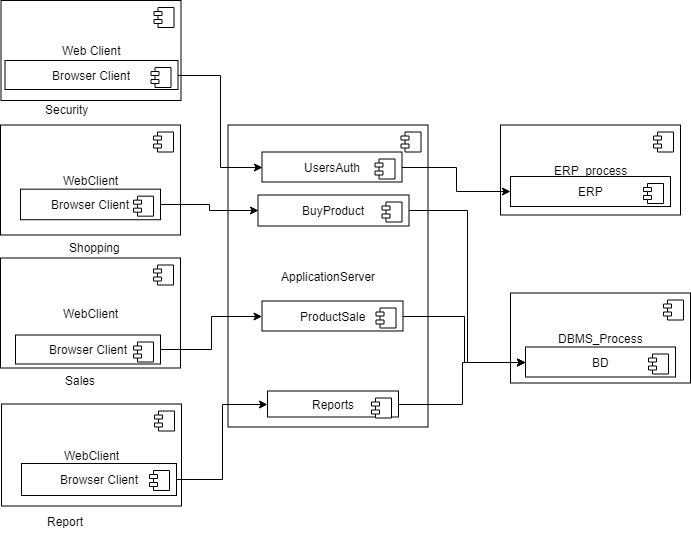 Web Client
Browser Client
Security
WebClient
Browser Client
Shopping
WebClient
Browser Client
Sales
WebClient
Browser Client
Report
UsersAuth
BuyProduct
ApplicationServer
ProductSale
Reports
ERP_process
ERP
DBMS_Process
BD